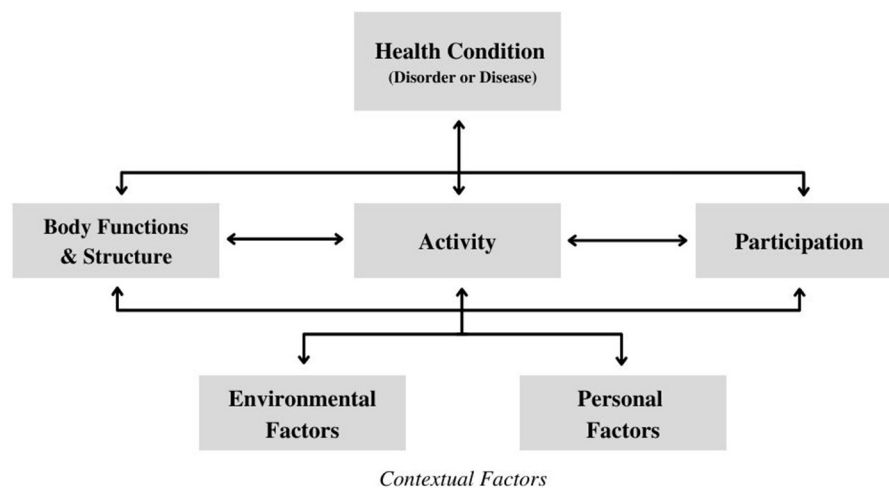 Health Condition
(Disorder or Disease)
Body Functions
& Structure
Activity
Participation
Environmental
Factors
Personal
Factors
Contextual Factors